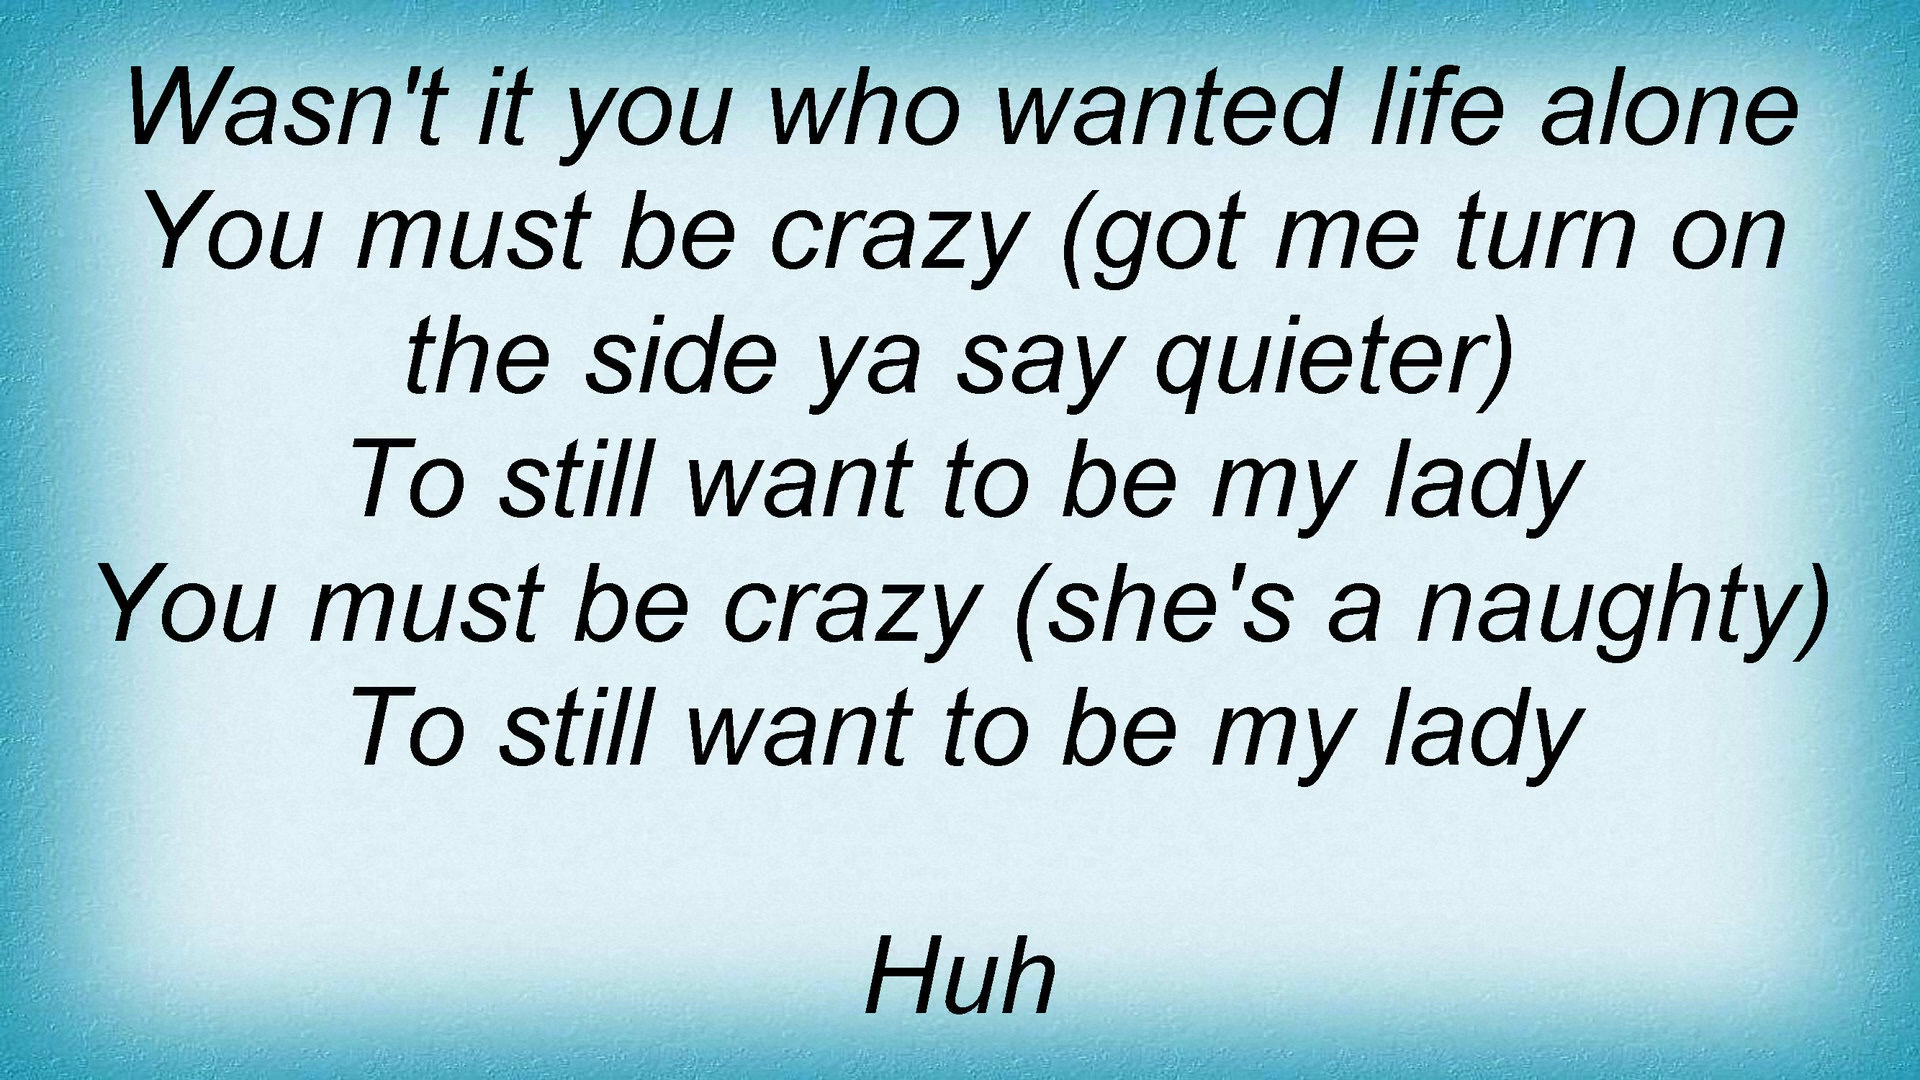 Wasn't it you who wanted life alone
You must be crazy (got me turn on
the side ya say quieter)
To still want to be my lady
You must be crazy (she's a naughty)
To still want to be my lady
Huh